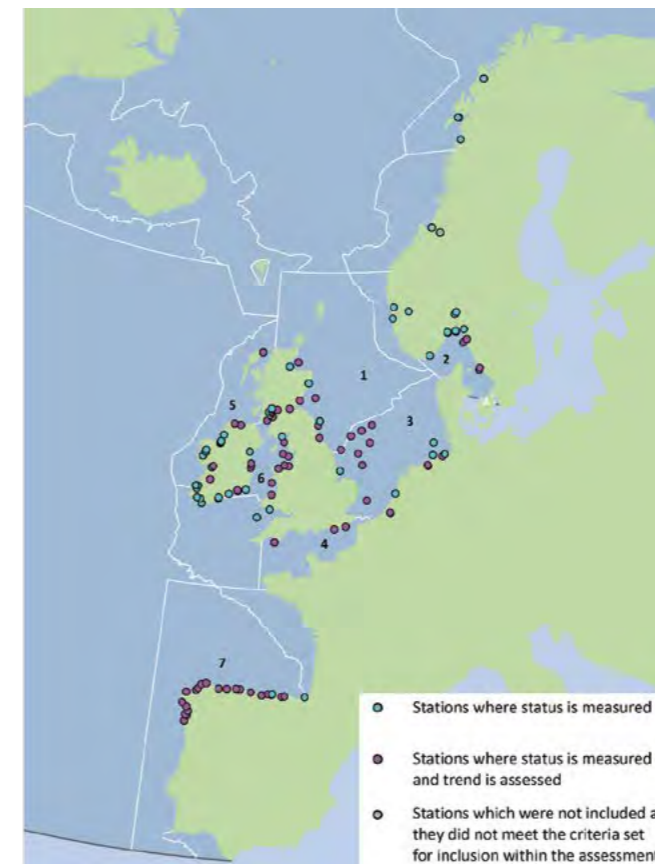 1
2
3
5
6
4
7
Stations where status is measured
Stations where status is measured
and trend is assessed
Stations which were not included a
they did not meet the criteria set
for inclusion within the assessment